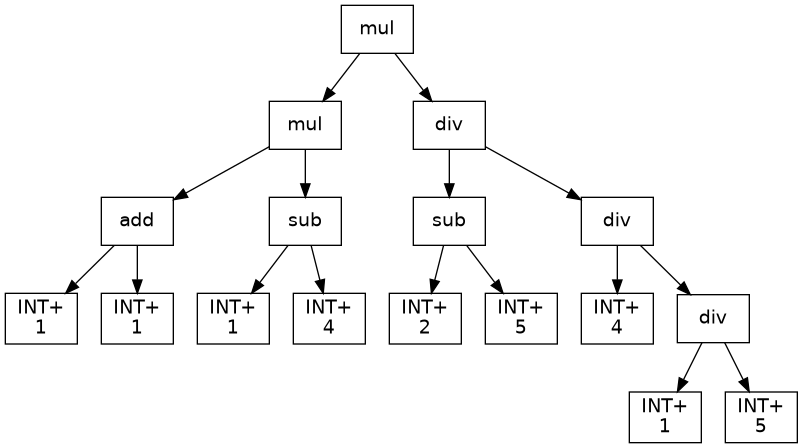 mul
mul
div
add
sub
sub
div
INT+
1
INT+
1
INT+
1
INT+
4
INT+
2
INT+
5
INT+
4
div
INT+
1
INT+
5